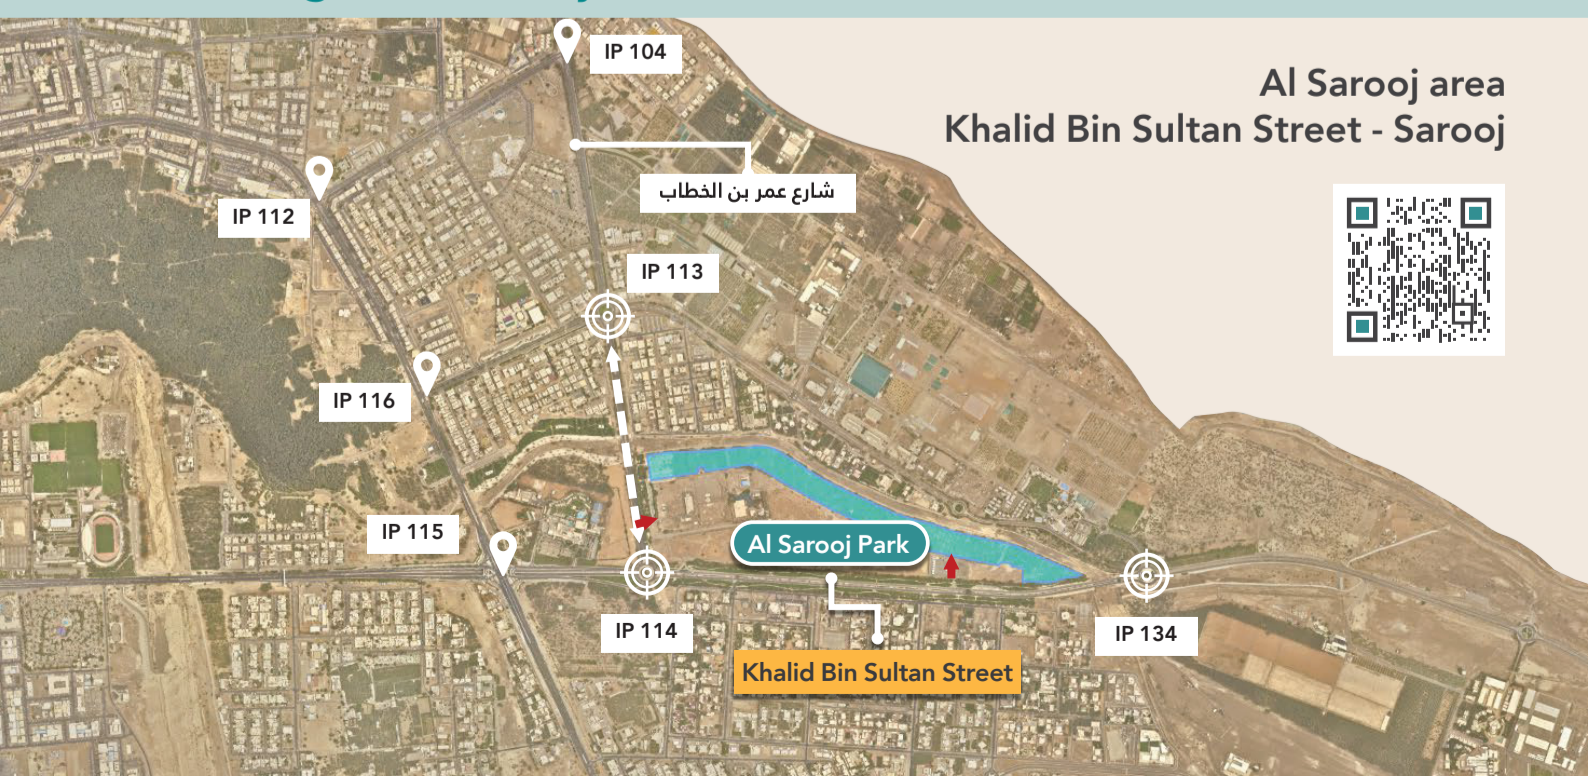 Al Sarooj area
Khalid Bin Sultan Street - Sarooj
IP 104
شارع عمر بن الخطاب
IP 112
IP 113
IP 116
IP 115
Al Sarooj Park
IP 114
IP 134
Khalid Bin Sultan Street